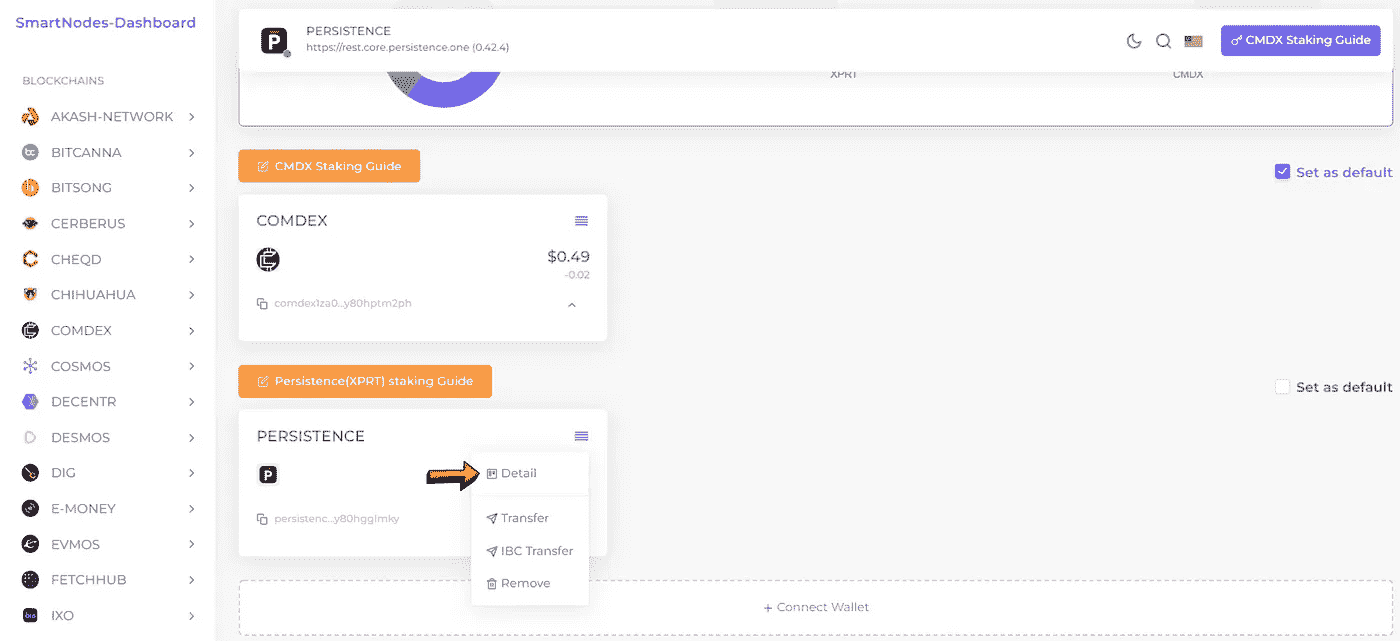 SmartNodes-Dashboard
BLOCKCHAINS
AKASH-NETWORK
BITCANNA
BITSONG
CERBERUS
CHEQD
CHIHUAHUA
COMDEX
COSMOS
DECENTR
DESMOS
DIG
E-MONEY
EVMOS
FETCHHUB
IXO
PERSISTENCE
https://rest.core.persistence.one (0.42.4)
CMDX Staking Guide
XPRT
CMDX
CMDX Staking Guide
Set as default
COMDEX
$0.49
-0.02
comdex1za0...y80hptm2ph
Persistence(XPRT) staking Guide
Set as default
PERSISTENCE
P
persistenc...y80hgglmky
Detail
Transfer
IBC Transfer
Remove
+ Connect Wallet